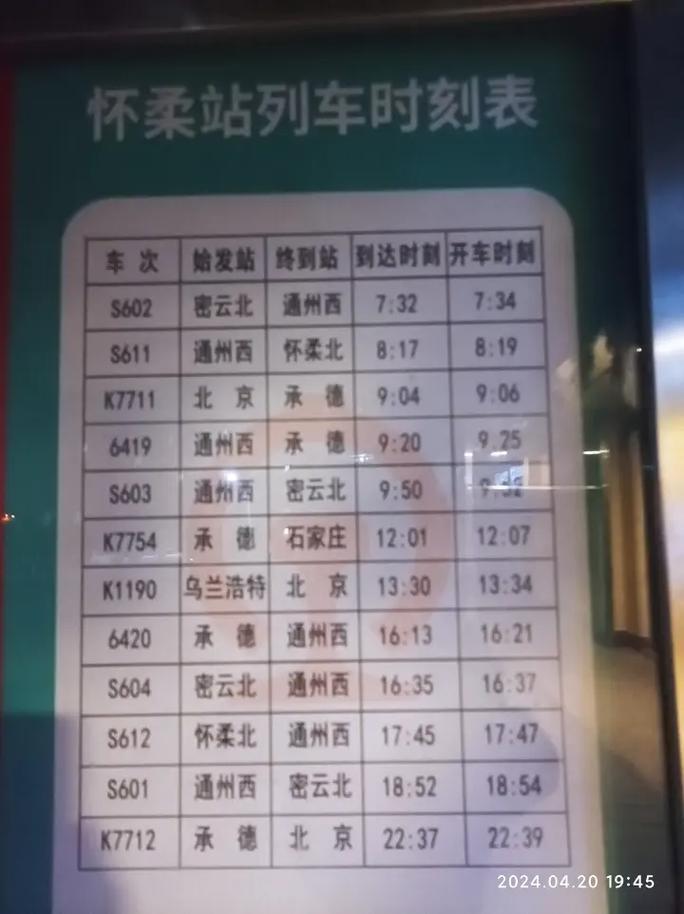 怀柔站列车时刻表
车次 始发站 终到站 到达时刻 开车时刻
S602 密云北 通州西 7:32 7:34
S611 通州西 怀柔北 8:17 8:19
K7711 北京 承德 9:04 9:06
6419 通州西 承德 9:20 9.25
S603 通州西 密云北 9:50 9:52
K7754 承德 石家庄 12:01 12:07
K1190 乌兰浩特 北京 13:30 13:34
6420 承德 通州西 16:13 16:21
S604 密云北 通州西 16:35 16:37
S612 怀柔北 通州西 17:45 17:47
S601 通州西 密云北 18:52 18:54
K7712 承德 北京 22:37 22:39
2024.04.20 19:45